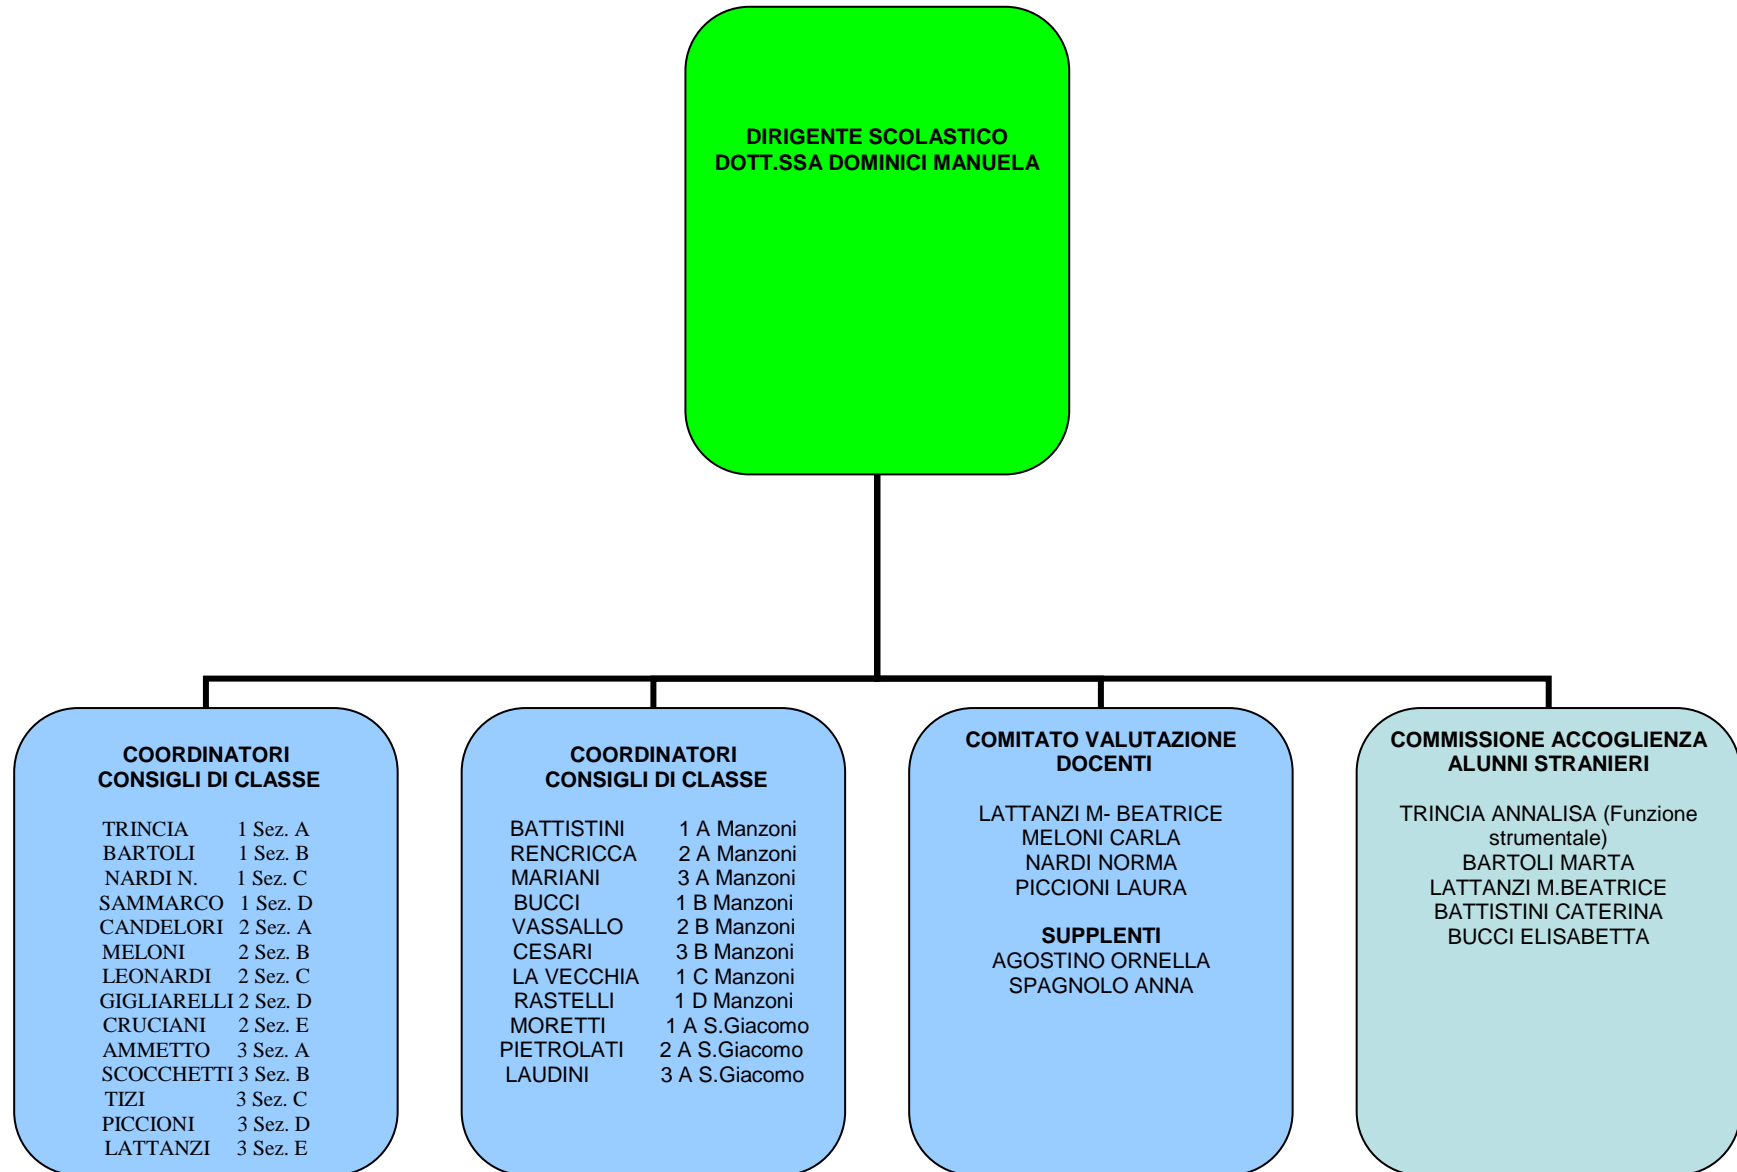 DIRIGENTE SCOLASTICO
DOTT.SSA DOMINICI MANUELA
COORDINATORI
CONSIGLI DI CLASSE
TRINCIA 1 Sez. A
BARTOLI 1 Sez. B
NARDI N. 1 Sez. C
SAMMARCO 1 Sez. D
CANDELORI 2 Sez. A
MELONI 2 Sez. B
LEONARDI 2 Sez. C
GIGLIARELLI 2 Sez. D
CRUCIANI 2 Sez. E
AMMETTO 3 Sez. A
SCOCCHETTI 3 Sez. B
TIZI 3 Sez. C
PICCIONI 3 Sez. D
LATTANZI 3 Sez. E
COORDINATORI
CONSIGLI DI CLASSE
BATTISTINI 1 A Manzoni
RENCRICCA 2 A Manzoni
MARIANI 3 A Manzoni
BUCCI 1 B Manzoni
VASSALLO 2 B Manzoni
CESARI 3 B Manzoni
LA VECCHIA 1 C Manzoni
RASTELLI 1 D Manzoni
MORETTI 1 A S.Giacomo
PIETROLATI 2 A S.Giacomo
LAUDINI 3 A S.Giacomo
COMITATO VALUTAZIONE
DOCENTI
LATTANZI M- BEATRICE
MELONI CARLA
NARDI NORMA
PICCIONI LAURA
SUPPLENTI
AGOSTINO ORNELLA
SPAGNOLO ANNA
COMMISSIONE ACCOGLIENZA
ALUNNI STRANIERI
TRINCIA ANNALISA (Funzione
strumentale)
BARTOLI MARTA
LATTANZI M.BEATRICE
BATTISTINI CATERINA
BUCCI ELISABETTA